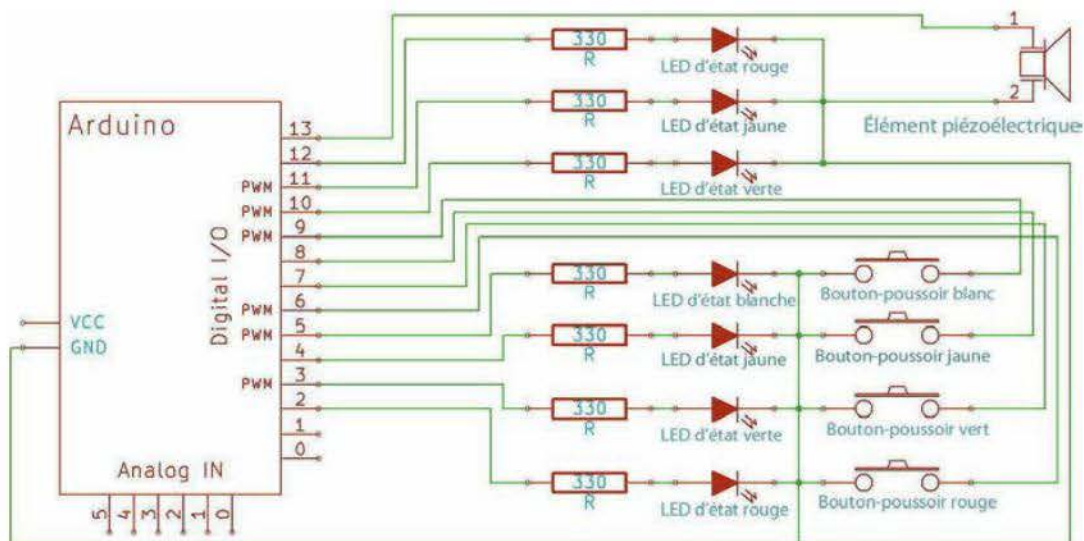 1
330
R
LED d'état rouge
2
330
R
LED d'état jaune
Élément piézoélectrique
Arduino
13
12
330
R
LED d'état verte
PWM 11
PWM 10
PWM 9
8
7
PWM 6
PWM 5
4
PWM 3
2
1
0
Digital I/O
VCC
GND
330
R
LED d'état blanche
Bouton-poussoir blanc
330
R
LED d'état jaune
Bouton-poussoir jaune
330
R
LED d'état verte
Bouton-poussoir vert
330
R
LED d'état rouge
Bouton-poussoir rouge
Analog IN
5 4 3 2 1 0